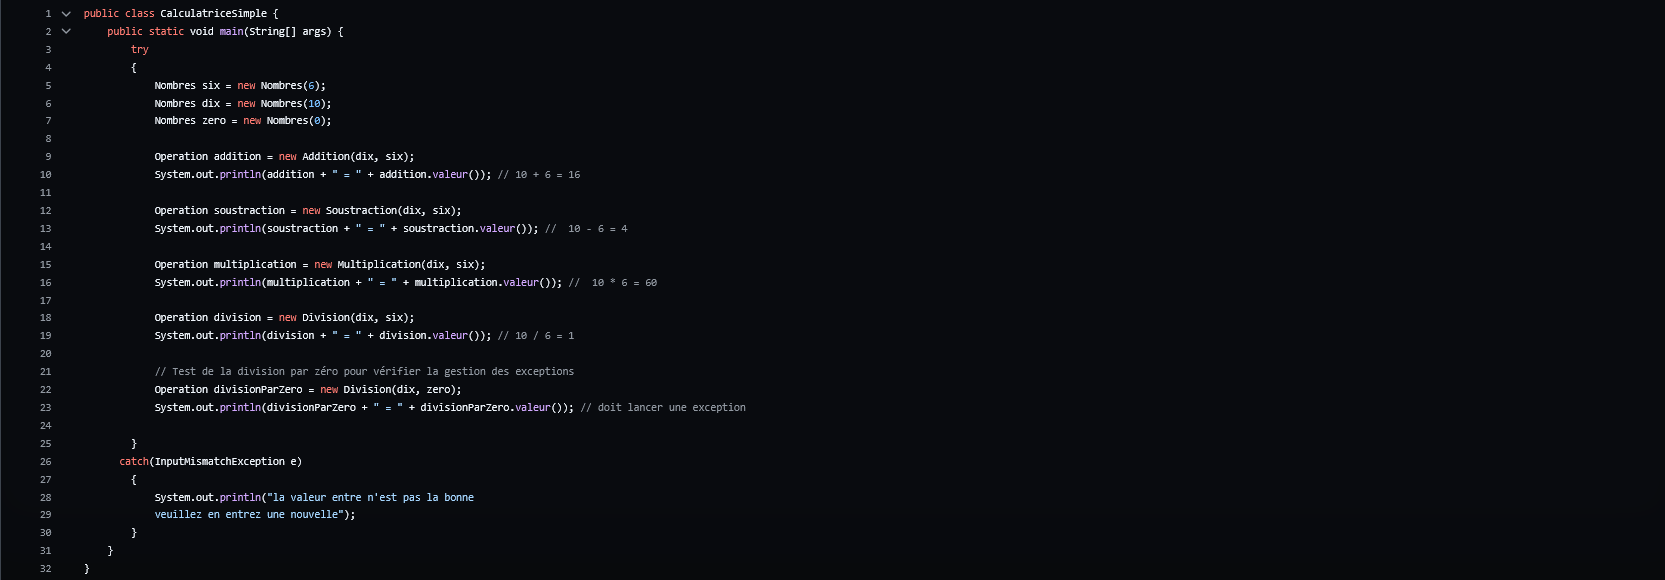 1 public class CalculatriceSimple {
2 public static void main(String[] args) {
3 try
4 {
5 Nombres six = new Nombres(6);
6 Nombres dix = new Nombres(10);
7 Nombres zero = new Nombres(0);
8
9 Operation addition = new Addition(dix, six);
10 System.out.println(addition + " = " + addition.valeur()); // 10 + 6 = 16
11
12 Operation soustraction = new Soustraction(dix, six);
13 System.out.println(soustraction + " = " + soustraction.valeur()); //  10 - 6 = 4
14
15 Operation multiplication = new Multiplication(dix, six);
16 System.out.println(multiplication + " = " + multiplication.valeur()); //  10 * 6 = 60
17
18 Operation division = new Division(dix, six);
19 System.out.println(division + " = " + division.valeur()); // 10 / 6 = 1
20
21 // Test de la division par zéro pour vérifier la gestion des exceptions
22 Operation divisionParZero = new Division(dix, zero);
23 System.out.println(divisionParZero + " = " + divisionParZero.valeur()); // doit lancer une exception
24
25 }
26 catch(InputMismatchException e)
27 {
28 System.out.println("la valeur entre n'est pas la bonne
29 veuillez en entrez une nouvelle");
30 }
31 }
32 }